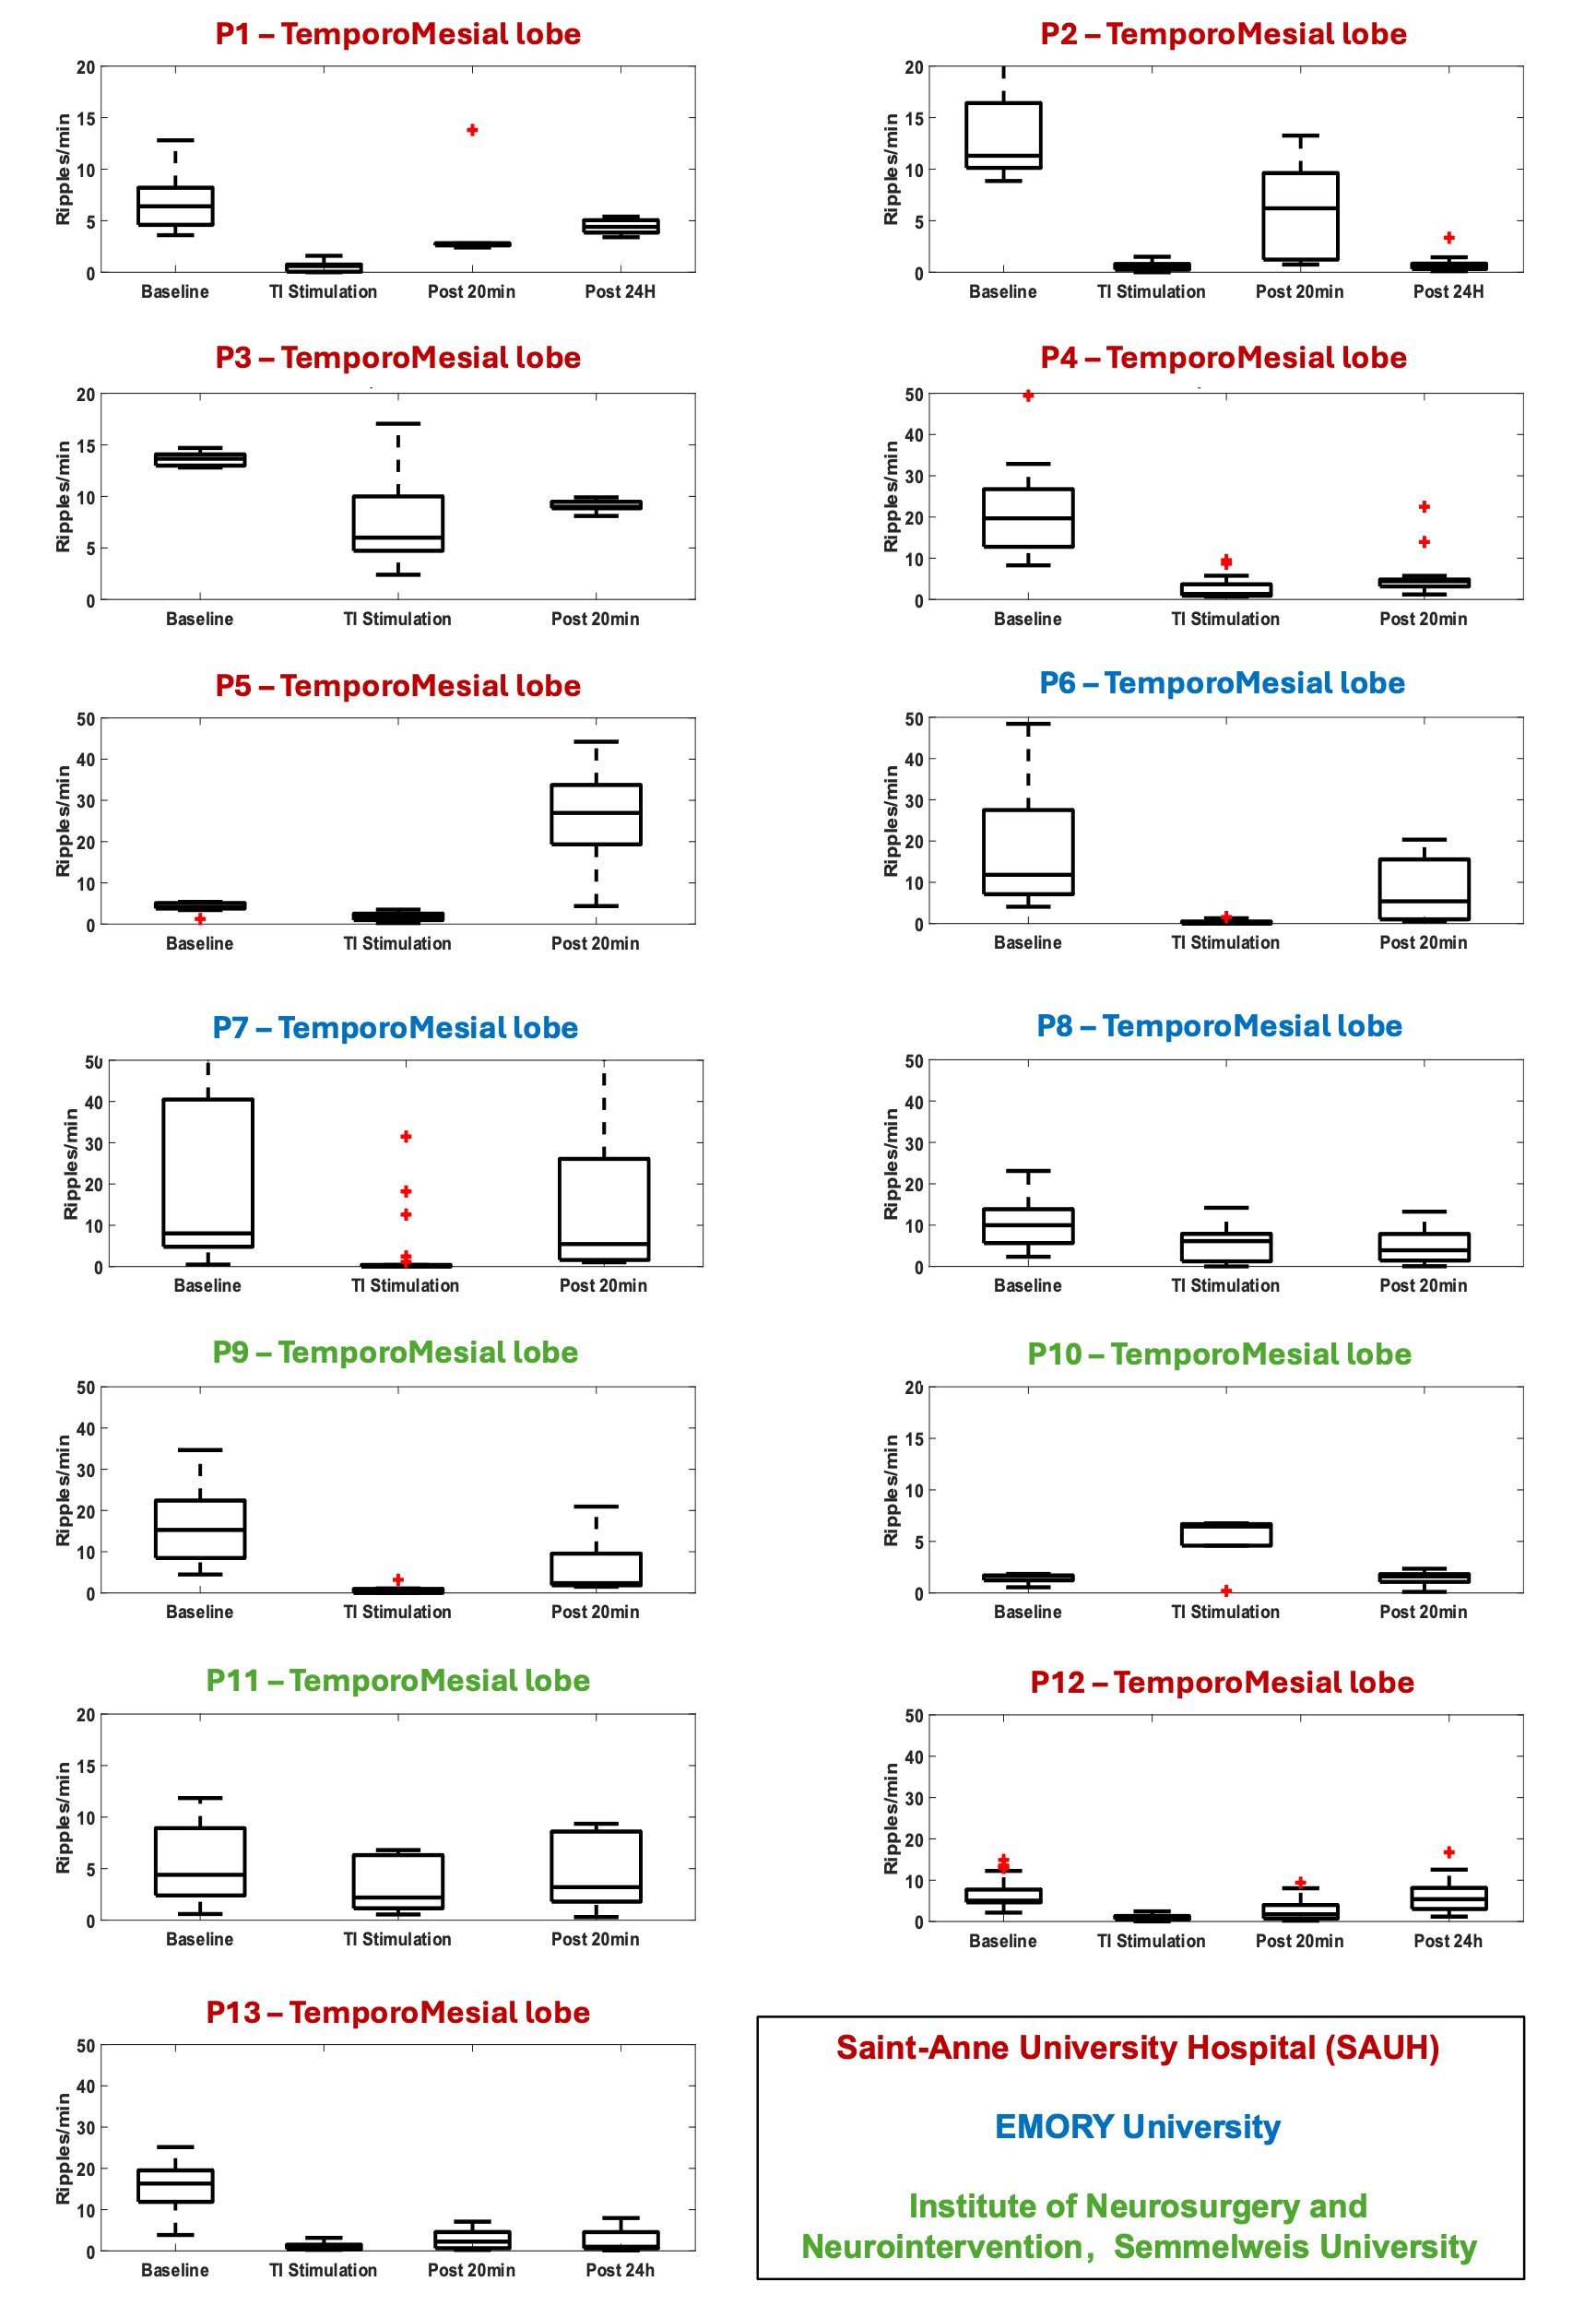 P1 – TemporoMesial lobe
20
15
10
5
0
Ripples/min
Baseline TI Stimulation Post 20min Post 24H
P2 – TemporoMesial lobe
20
15
10
5
0
Ripples/min
Baseline TI Stimulation Post 20min Post 24H
P3 – TemporoMesial lobe
20
15
10
5
0
Ripples/min
Baseline TI Stimulation Post 20min
P4 – TemporoMesial lobe
50
40
30
20
10
0
Ripples/min
Baseline TI Stimulation Post 20min
P5 – TemporoMesial lobe
50
40
30
20
10
0
Ripples/min
Baseline TI Stimulation Post 20min
P6 – TemporoMesial lobe
50
40
30
20
10
0
Ripples/min
Baseline TI Stimulation Post 20min
P7 – TemporoMesial lobe
50
40
30
20
10
0
Ripples/min
Baseline TI Stimulation Post 20min
P8 – TemporoMesial lobe
50
40
30
20
10
0
Ripples/min
Baseline TI Stimulation Post 20min
P9 – TemporoMesial lobe
50
40
30
20
10
0
Ripples/min
Baseline TI Stimulation Post 20min
P10 – TemporoMesial lobe
20
15
10
5
0
Ripples/min
Baseline TI Stimulation Post 20min
P11 – TemporoMesial lobe
20
15
10
5
0
Ripples/min
Baseline TI Stimulation Post 20min
P12 – TemporoMesial lobe
50
40
30
20
10
0
Ripples/min
Baseline TI Stimulation Post 20min Post 24h
P13 – TemporoMesial lobe
50
40
30
20
10
0
Ripples/min
Baseline TI Stimulation Post 20min Post 24h
Saint-Anne University Hospital (SAUH)
EMORY University
Institute of Neurosurgery and
Neurointervention, Semmelweis University